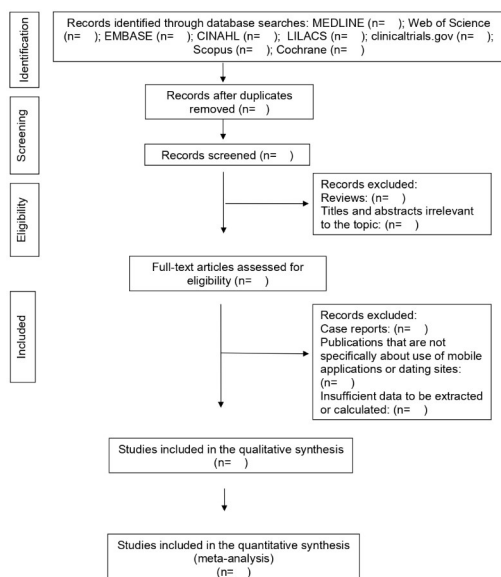 Identification
Records identified through database searches: MEDLINE (n=   ); Web of Science
(n=   ); EMBASE (n=   ); CINAHL (n=   ); LILACS (n=   ); clinicaltrials.gov (n=   );
Scopus (n=   ); Cochrane (n=   )
Screening
Records after duplicates
removed (n=   )
Records screened (n=   )
Eligibility
Records excluded:
Reviews: (n=   )
Titles and abstracts irrelevant
to the topic: (n=   )
Full-text articles assessed for
eligibility (n=   )
Included
Records excluded:
Case reports: (n=   )
Publications that are not
specifically about use of mobile
applications or dating sites:
(n=   )
Insufficient data to be extracted
or calculated: (n=   )
Studies included in the qualitative synthesis
(n=   )
Studies included in the quantitative synthesis
(meta-analysis)
(n=   )